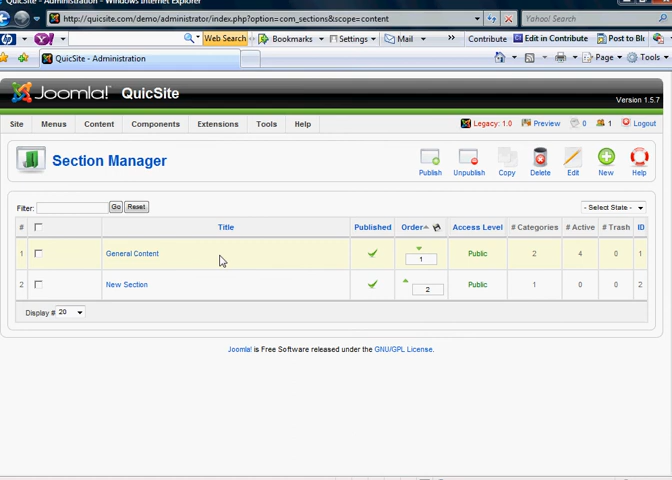 QuicSite - Administration - Windows Internet Explorer
http://quicsite.com/demo/administrator/index.php?option=com_sections&scope=content
Yahoo! Search
Web Search
Bookmarks
Settings
Mail
Contribute
Edit in Contribute
Post to Bl
QuicSite - Administration
Page
Tools
Joomla! QuicSite
Version 1.5.7
Site Menus Content Components Extensions Tools Help
Legacy: 1.0 Preview 0 1 Logout
Section Manager
Publish Unpublish Copy Delete Edit New Help
Filter: Go Reset
- Select State -
# Title Published Order Access Level # Categories # Active # Trash ID
1 General Content 1 Public 2 4 0 1
2 New Section 2 Public 1 0 0 2
Display # 20
Joomla! is Free Software released under the GNU/GPL License.